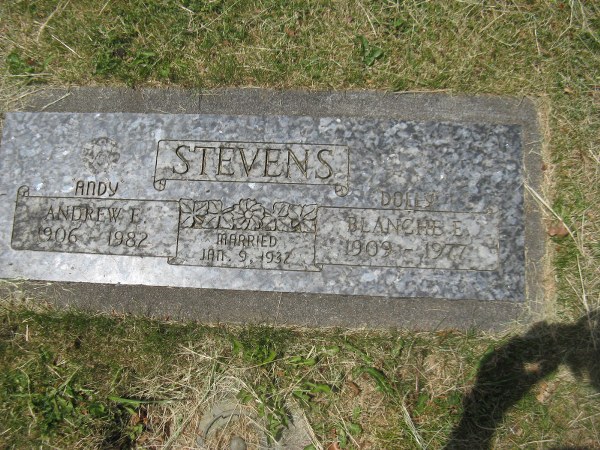 STEVENS
ANDY
DOLLY
ANDREW E.
BLANCHE E.
1906 - 1982
1909 - 1977
MARRIED
JAN. 9, 1932